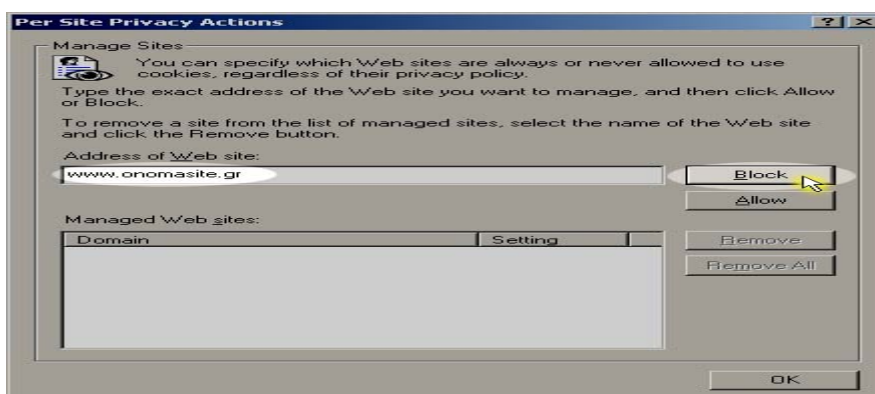 Per Site Privacy Actions
Manage Sites
You can specify which Web sites are always or never allowed to use
cookies, regardless of their privacy policy.
Type the exact address of the Web site you want to manage, and then click Allow
or Block.
To remove a site from the list of managed sites, select the name of the Web site
and click the Remove button.
Address of Web site:
www.onomasite.gr
Block
Allow
Managed Web sites:
Domain Setting
Remove
Remove All
OK